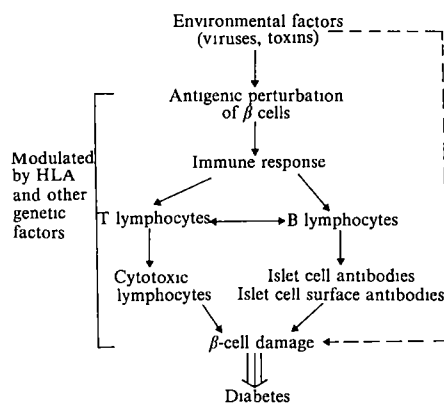 Environmental factors
(viruses, toxins)
Antigenic perturbation
of β cells
Modulated
by HLA
and other
genetic
factors
Immune response
T lymphocytes
B lymphocytes
Cytotoxic
lymphocytes
Islet cell antibodies
Islet cell surface antibodies
β-cell damage
Diabetes